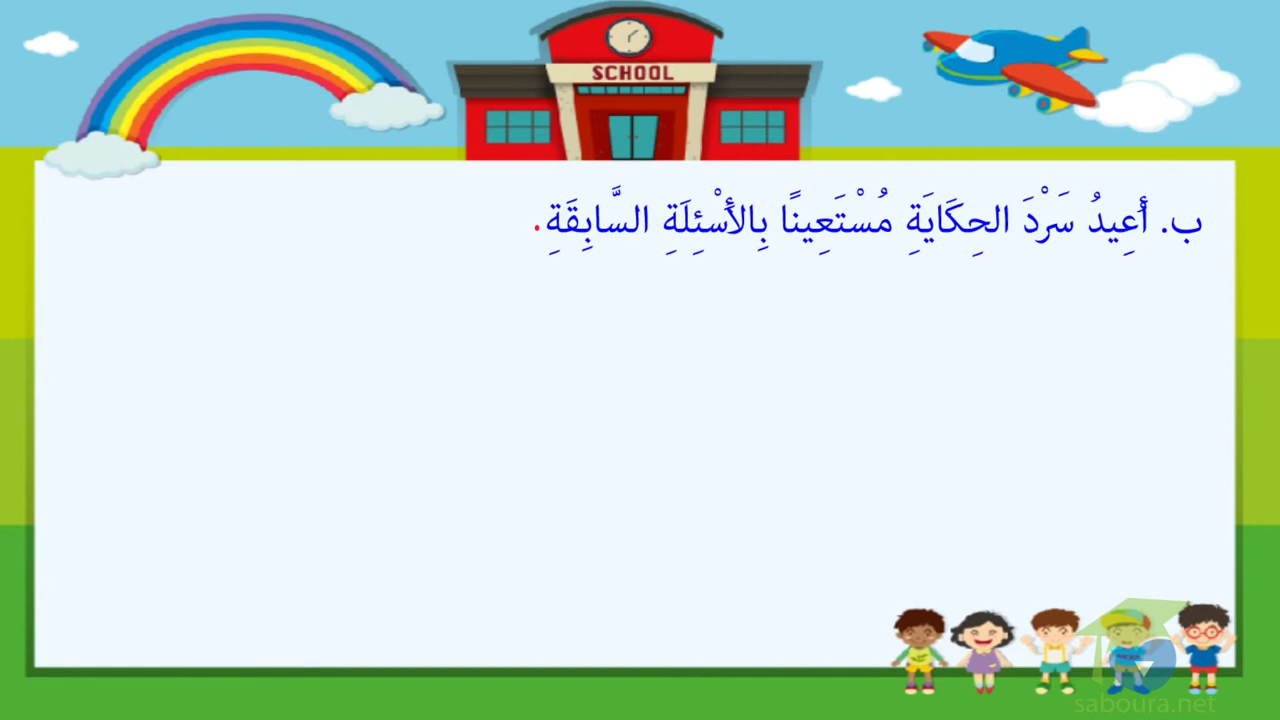 SCHOOL
ب. أُعِيدُ سَرْدَ الحِكَايَةِ مُسْتَعِينًا بِالأَسْئِلَةِ السَّابِقَةِ.
saboura.net